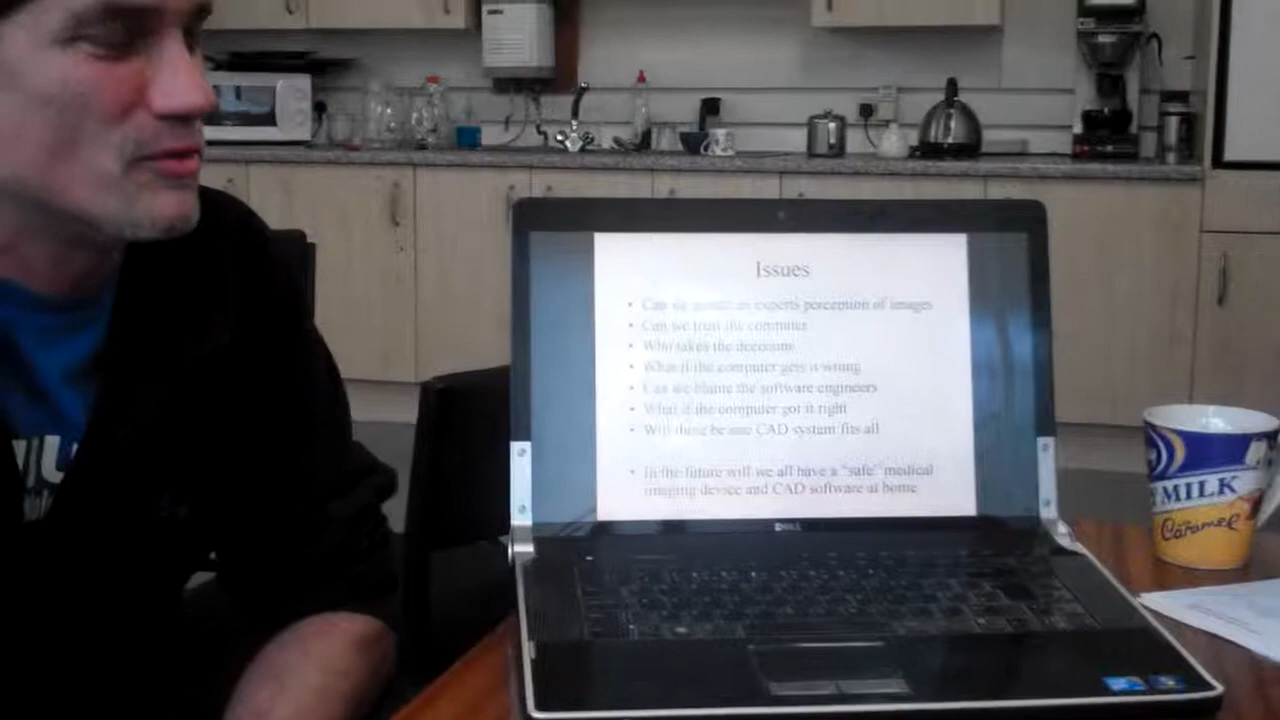 Issues
• Can we model an experts perception of images
• Can we trust the computer
• Who takes the decisions
• What if the computer gets it wrong
• Can we blame the software engineers
• What if the computer got it right
• Will there be one CAD system fits all
• In the future will we all have a "safe" medical
imaging device and CAD software at home
DELL
MILK
Caramel